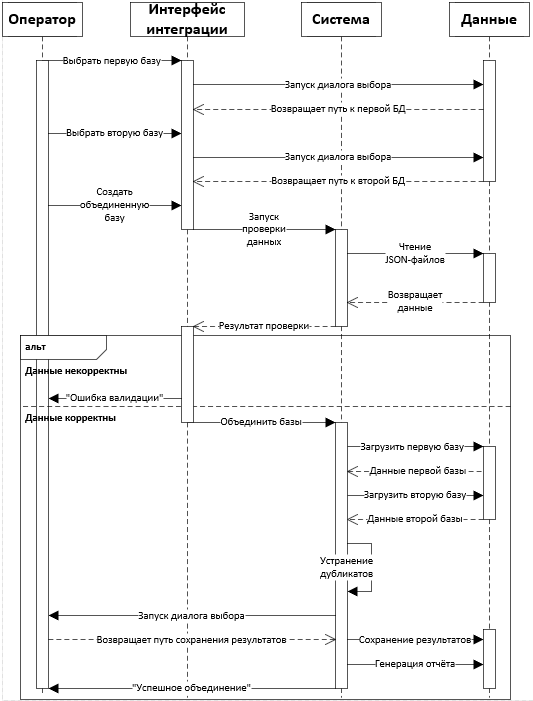 Оператор
Интерфейс
интеграции
Система
Данные
Выбрать первую базу
Запуск диалога выбора
Возвращает путь к первой БД
Выбрать вторую базу
Запуск диалога выбора
Возвращает путь к второй БД
Создать
объединенную
базу
Запуск
проверки
данных
Чтение
JSON-файлов
Возвращает
данные
Результат проверки
альт
Данные некорректны
"Ошибка валидации"
Данные корректны
Объединить базы
Загрузить первую базу
Данные первой базы
Загрузить вторую базу
Данные второй базы
Устранение
дубликатов
Запуск диалога выбора
Возвращает путь сохранения результатов
Сохранение результатов
Генерация отчёта
"Успешное объединение"